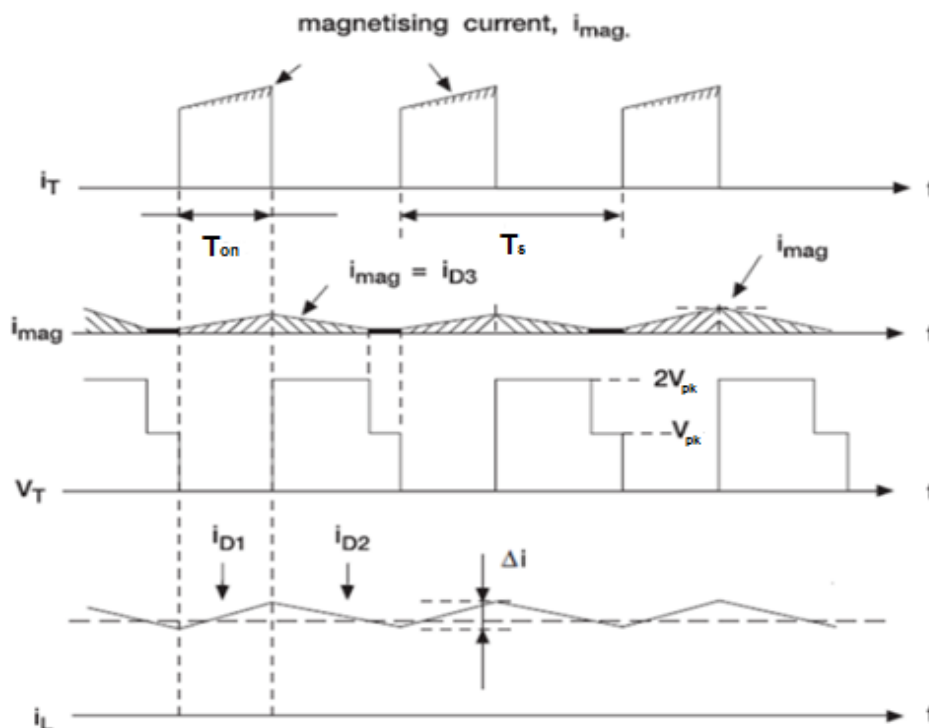 magnetising current, imag.
iT
t
Ton
Ts
imag = iD3
imag
imag
t
2Vpk
Vpk
VT
t
iD1
iD2
Δi
iL
t